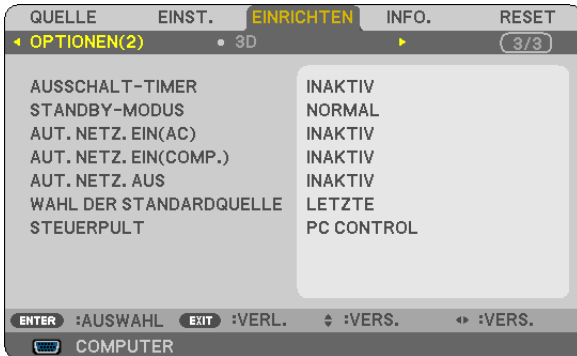 QUELLE EINST. EINRICHTEN INFO. RESET
OPTIONEN(2) • 3D 3/3
AUSSCHALT-TIMER INAKTIV
STANDBY-MODUS NORMAL
AUT. NETZ. EIN(AC) INAKTIV
AUT. NETZ. EIN(COMP.) INAKTIV
AUT. NETZ. AUS INAKTIV
WAHL DER STANDARDQUELLE LETZTE
STEUERPULT PC CONTROL
ENTER :AUSWAHL EXIT :VERL. :VERS. :VERS.
COMPUTER